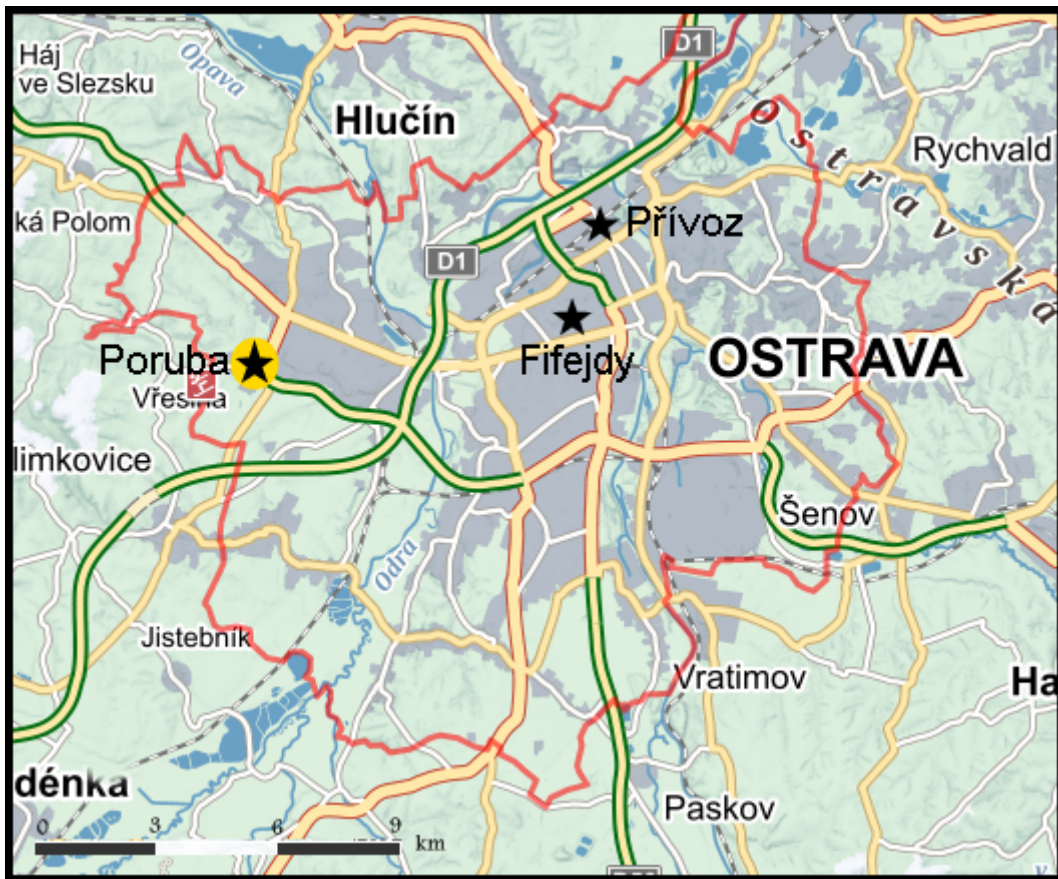 Háj
ve Slezsku
Opava
D1
Hlučín
Ostravská
Rychvald
ká Polom
Přívoz
D1
Fifejdy
OSTRAVA
Poruba
Vřesina
limkovice
Šenov
Odra
Jistebník
Vratimov
Ha
dénka
Paskov
0 3 6 9
km